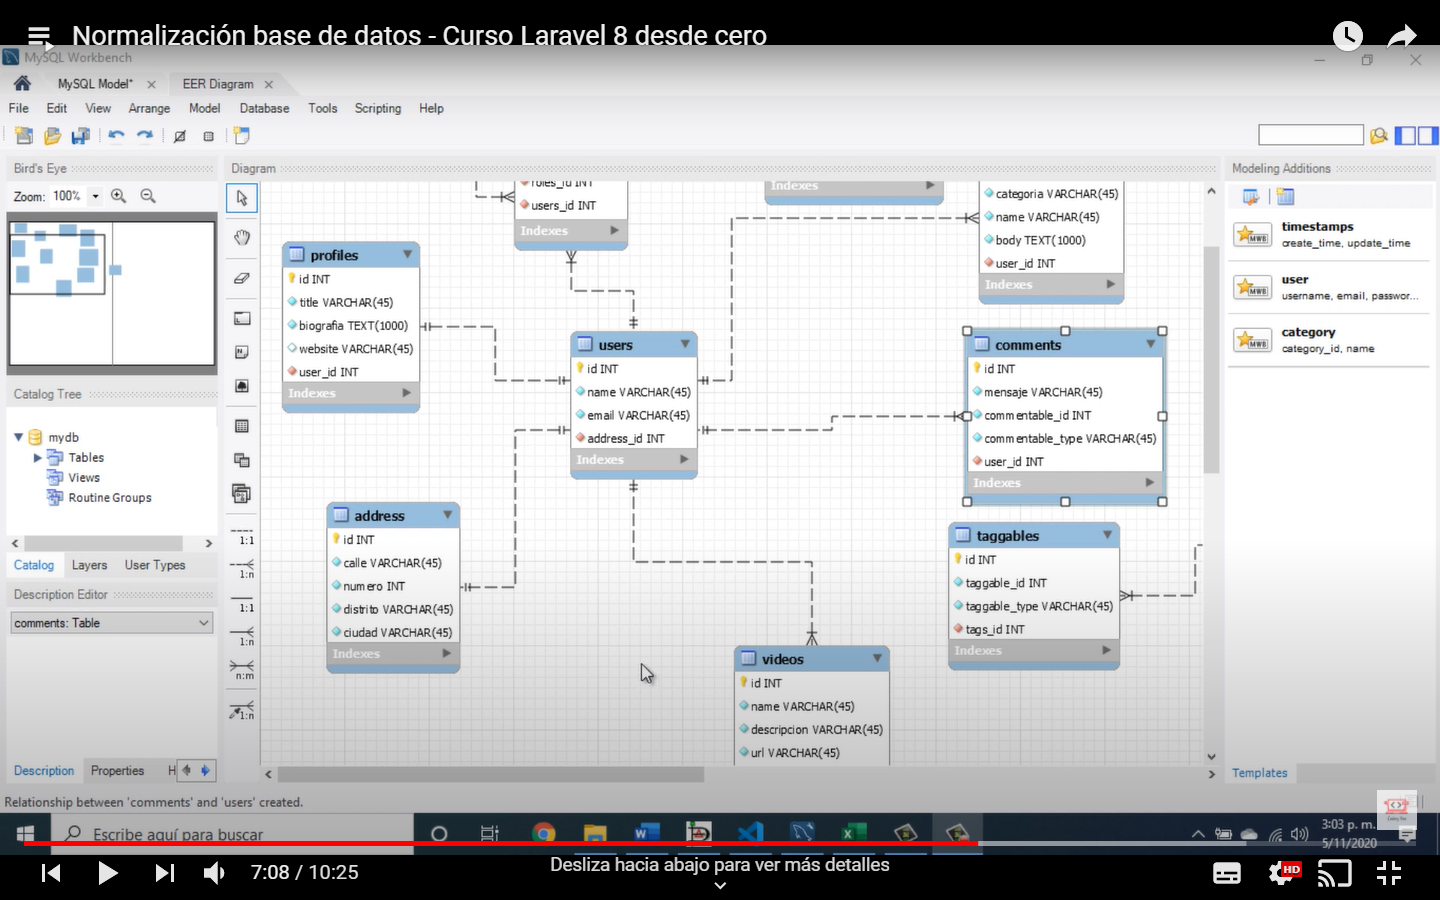 Normalización base de datos - Curso Laravel 8 desde cero
MySQL Workbench
MySQL Model*
EER Diagram
File Edit View Arrange Model Database Tools Scripting Help
Bird's Eye
Zoom: 100%
Catalog Tree
mydb
Tables
Views
Routine Groups
Catalog Layers User Types
Description Editor
comments: Table
Description Properties H
Diagram
1:1
1:n
1:1
1:n
n:m
1:n
roles_id INT
users_id INT
Indexes
Indexes
categoria VARCHAR(45)
name VARCHAR(45)
body TEXT(1000)
user_id INT
Indexes
profiles
id INT
title VARCHAR(45)
biografia TEXT(1000)
website VARCHAR(45)
user_id INT
Indexes
users
id INT
name VARCHAR(45)
email VARCHAR(45)
address_id INT
Indexes
comments
id INT
mensaje VARCHAR(45)
commentable_id INT
commentable_type VARCHAR(45)
user_id INT
Indexes
address
id INT
calle VARCHAR(45)
numero INT
distrito VARCHAR(45)
ciudad VARCHAR(45)
Indexes
taggables
id INT
taggable_id INT
taggable_type VARCHAR(45)
tags_id INT
Indexes
videos
id INT
name VARCHAR(45)
descripcion VARCHAR(45)
url VARCHAR(45)
Modeling Additions
timestamps
create_time, update_time
user
username, email, passwor...
category
category_id, name
Templates
Relationship between 'comments' and 'users' created.
Escribe aquí para buscar
3:03 p. m.
5/11/2020
7:08 / 10:25
Desliza hacia abajo para ver más detalles
HD